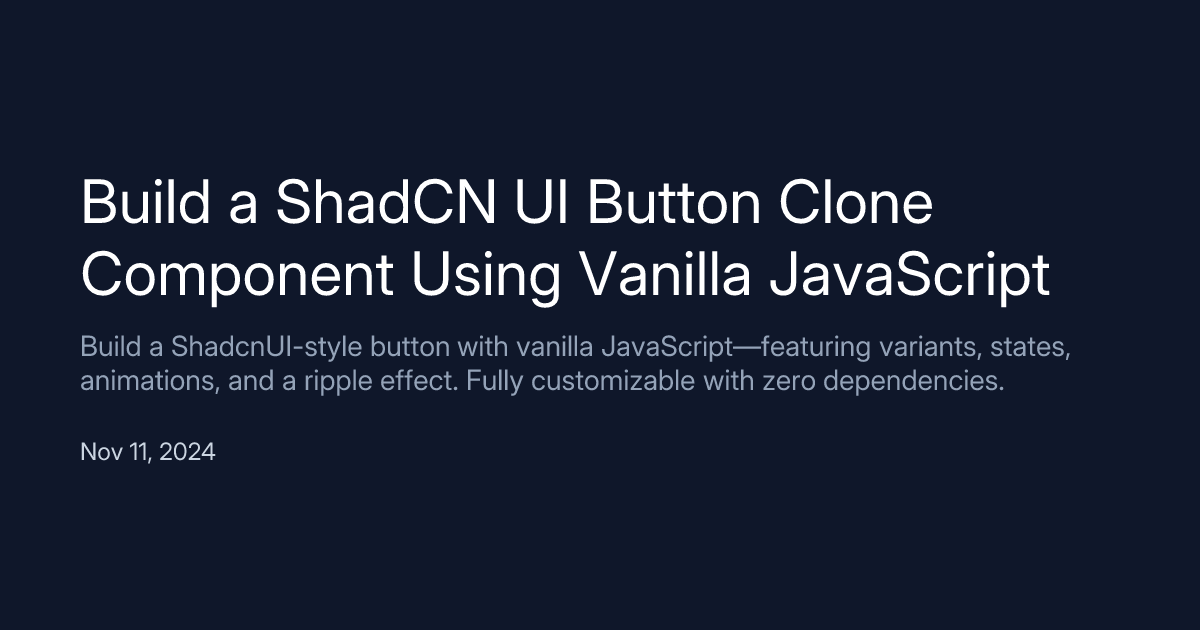 Build a ShadCN UI Button Clone
Component Using Vanilla JavaScript
Build a ShadcnUI-style button with vanilla JavaScript—featuring variants, states,
animations, and a ripple effect. Fully customizable with zero dependencies.
Nov 11, 2024